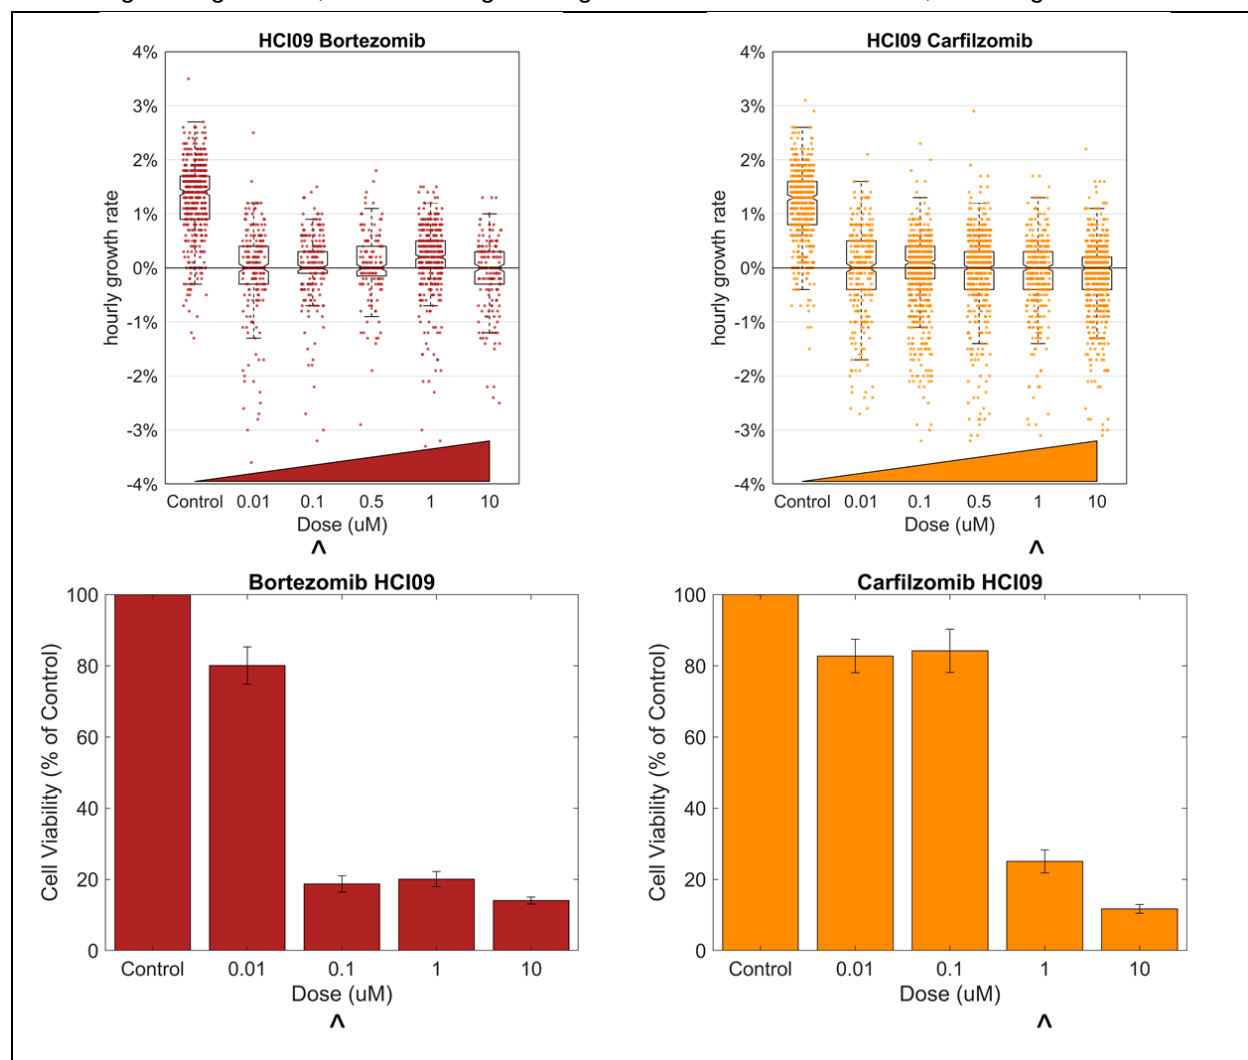 HCI09 Bortezomib
4%
3%
2%
1%
0%
-1%
-2%
-3%
-4%
hourly growth rate
Control 0.01 0.1 0.5 1 10
Dose (uM)
^
HCI09 Carfilzomib
4%
3%
2%
1%
0%
-1%
-2%
-3%
-4%
hourly growth rate
Control 0.01 0.1 0.5 1 10
Dose (uM)
^
Bortezomib HCI09
100
80
60
40
20
0
Cell Viability (% of Control)
Control 0.01 0.1 1 10
Dose (uM)
^
Carfilzomib HCI09
100
80
60
40
20
0
Cell Viability (% of Control)
Control 0.01 0.1 1 10
Dose (uM)
^